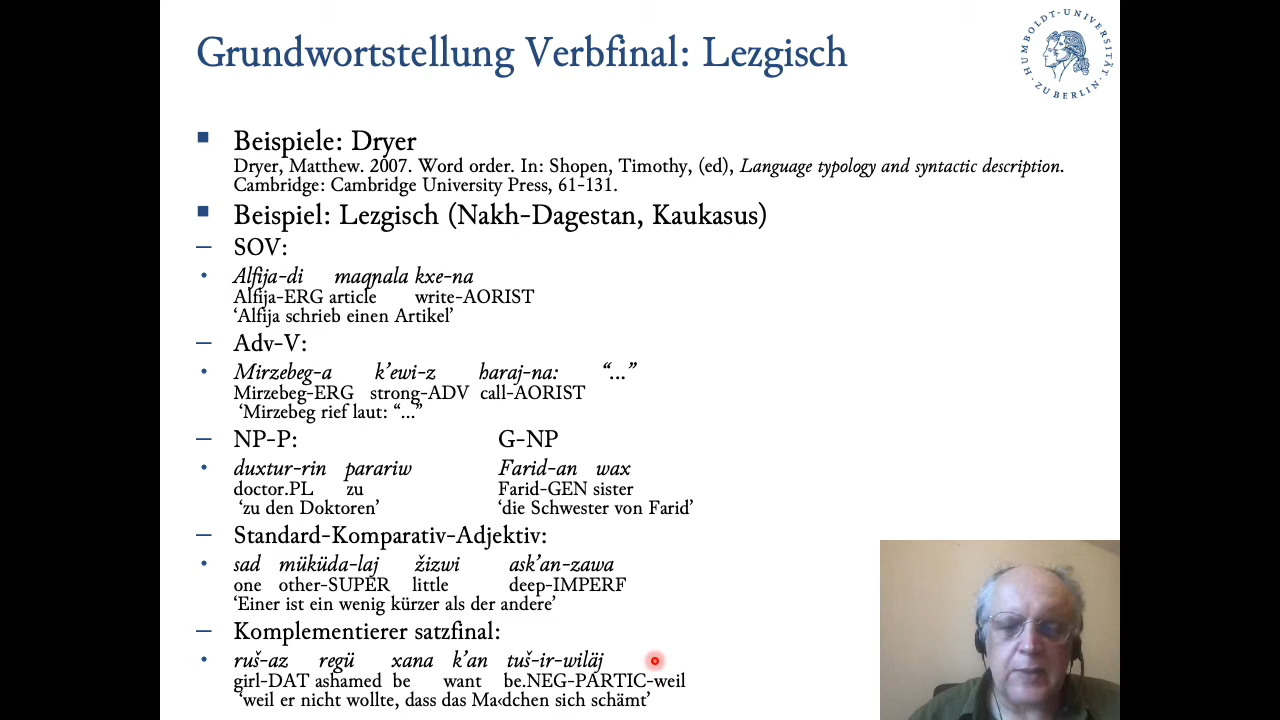 Grundwortstellung Verbfinal: Lezgisch
HUMBOLDT-UNIVERSITÄT ZU BERLIN
Beispiele: Dryer
Dryer, Matthew. 2007. Word order. In: Shopen, Timothy, (ed), Language typology and syntactic description.
Cambridge: Cambridge University Press, 61-131.
Beispiel: Lezgisch (Nakh-Dagestan, Kaukasus)
– SOV:
Alfija-di maqnala kxe-na
Alfija-ERG article write-AORIST
‘Alfija schrieb einen Artikel’
– Adv-V:
Mirzebeg-a k’ewi-z haraj-na: “...”
Mirzebeg-ERG strong-ADV call-AORIST
‘Mirzebeg rief laut: “...”
– NP-P: G-NP
duxtur-rin parariw Farid-an wax
doctor.PL zu Farid-GEN sister
‘zu den Doktoren’ ‘die Schwester von Farid’
– Standard-Komparativ-Adjektiv:
sad müküda-laj žizwi ask’an-zawa
one other-SUPER little deep-IMPERF
‘Einer ist ein wenig kürzer als der andere’
– Komplementierer satzfinal:
ruš-az regü xana k’an tuš-ir-wiläj
girl-DAT ashamed be want be.NEG-PARTIC-weil
‘weil er nicht wollte, dass das Ma‹dchen sich schämt’